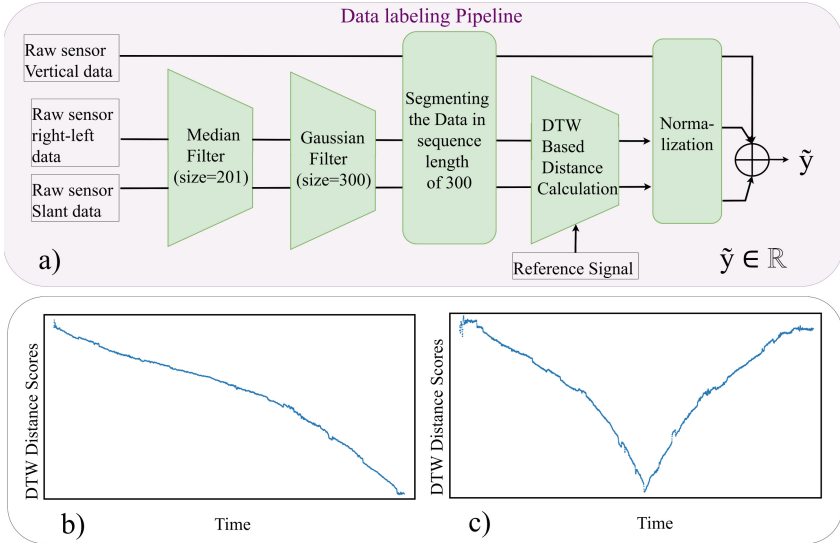 Data labeling Pipeline
Raw sensor
Vertical data
Raw sensor
right-left
data
Raw sensor
Slant data
Median
Filter
(size=201)
Gaussian
Filter
(size=300)
Segmenting
the Data in
sequence
length
of 300
DTW
Based
Distance
Calculation
Norma-
lization
ỹ
Reference Signal
ỹ ∈ ℝ
a)
DTW Distance Scores
b)
Time
DTW Distance Scores
c)
Time